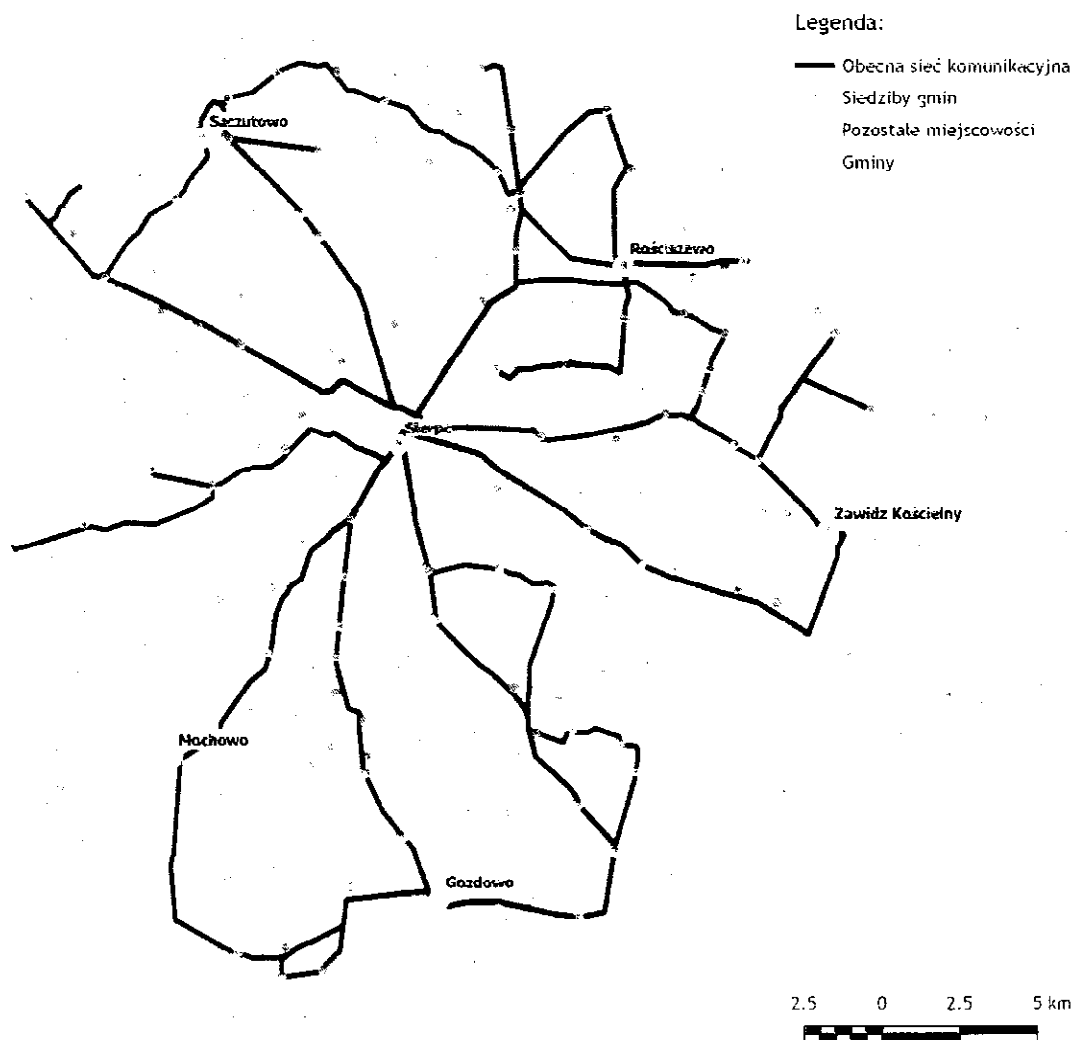 Legenda:
Obecna sieć komunikacyjna
Siedziby gmin
Pozostałe miejscowości
Gminy
Szczutowo
Rościszewo
Sierpc
Zawidz Kościelny
Mochowo
Gozdowo
2.5 0 2.5 5 km